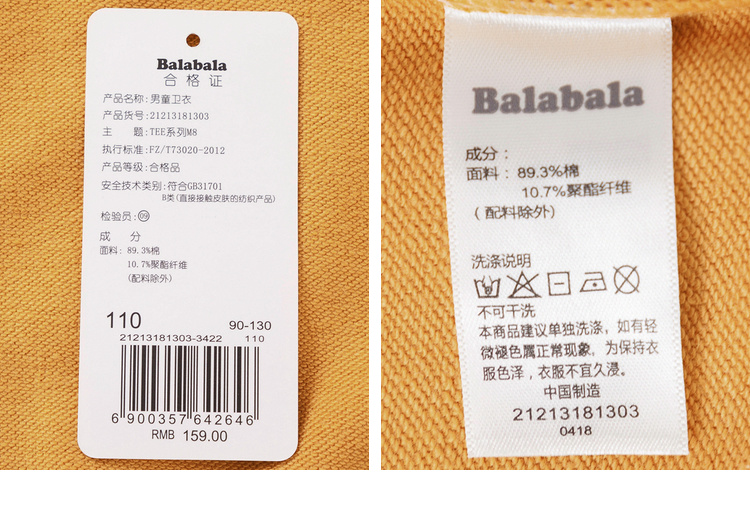 Balabala
合格证
产品名称: 男童卫衣
产品货号: 21213181303
主 题: TEE系列M8
执行标准: FZ/T73020-2012
产品等级: 合格品
安全技术类别: 符合GB31701
B类(直接接触皮肤的纺织产品)
检验员: 09
成 分
面料: 89.3%棉
10.7%聚酯纤维
(配料除外)
110 90-130
21213181303-3422 110
6900357642646
RMB 159.00
Balabala
成分:
面料: 89.3%棉
10.7%聚酯纤维
(配料除外)
洗涤说明
不可干洗
本商品建议单独洗涤, 如有轻
微褪色属正常现象, 为保持衣
服色泽, 衣服不宜久浸。
中国制造
21213181303
0418